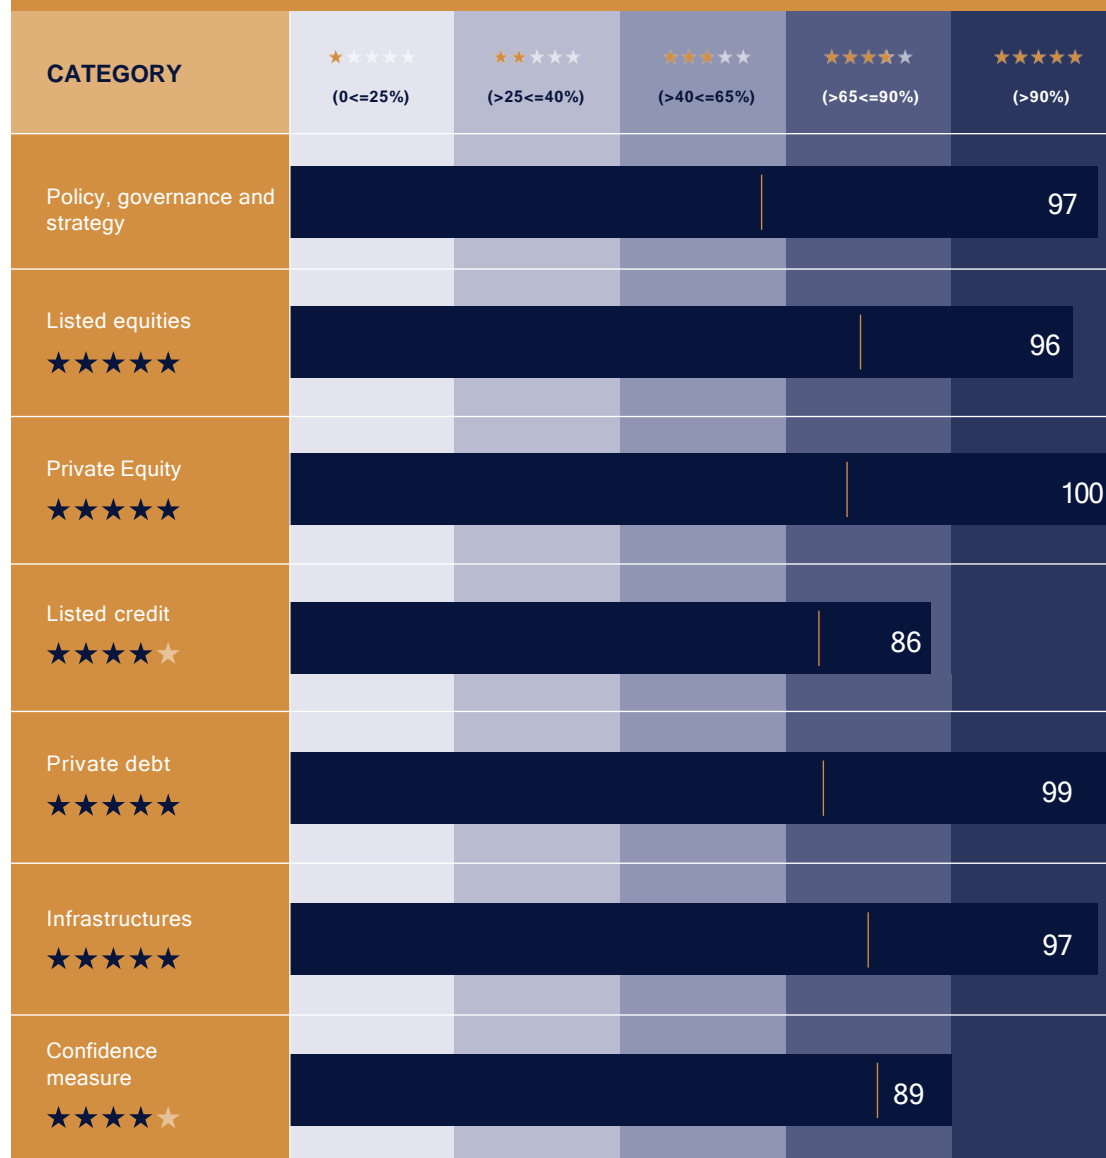 CATEGORY
(0<=25%)
(>25<=40%)
(>40<=65%)
(>65<=90%)
(>90%)
Policy, governance and
strategy
97
Listed equities
96
Private Equity
100
Listed credit
86
Private debt
99
Infrastructures
97
Confidence
measure
89